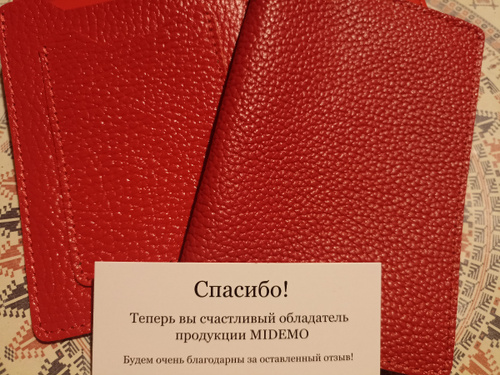 Спасибо!
Теперь вы счастливый обладатель
продукции MIDEMO
Будем очень благодарны за оставленный отзыв!